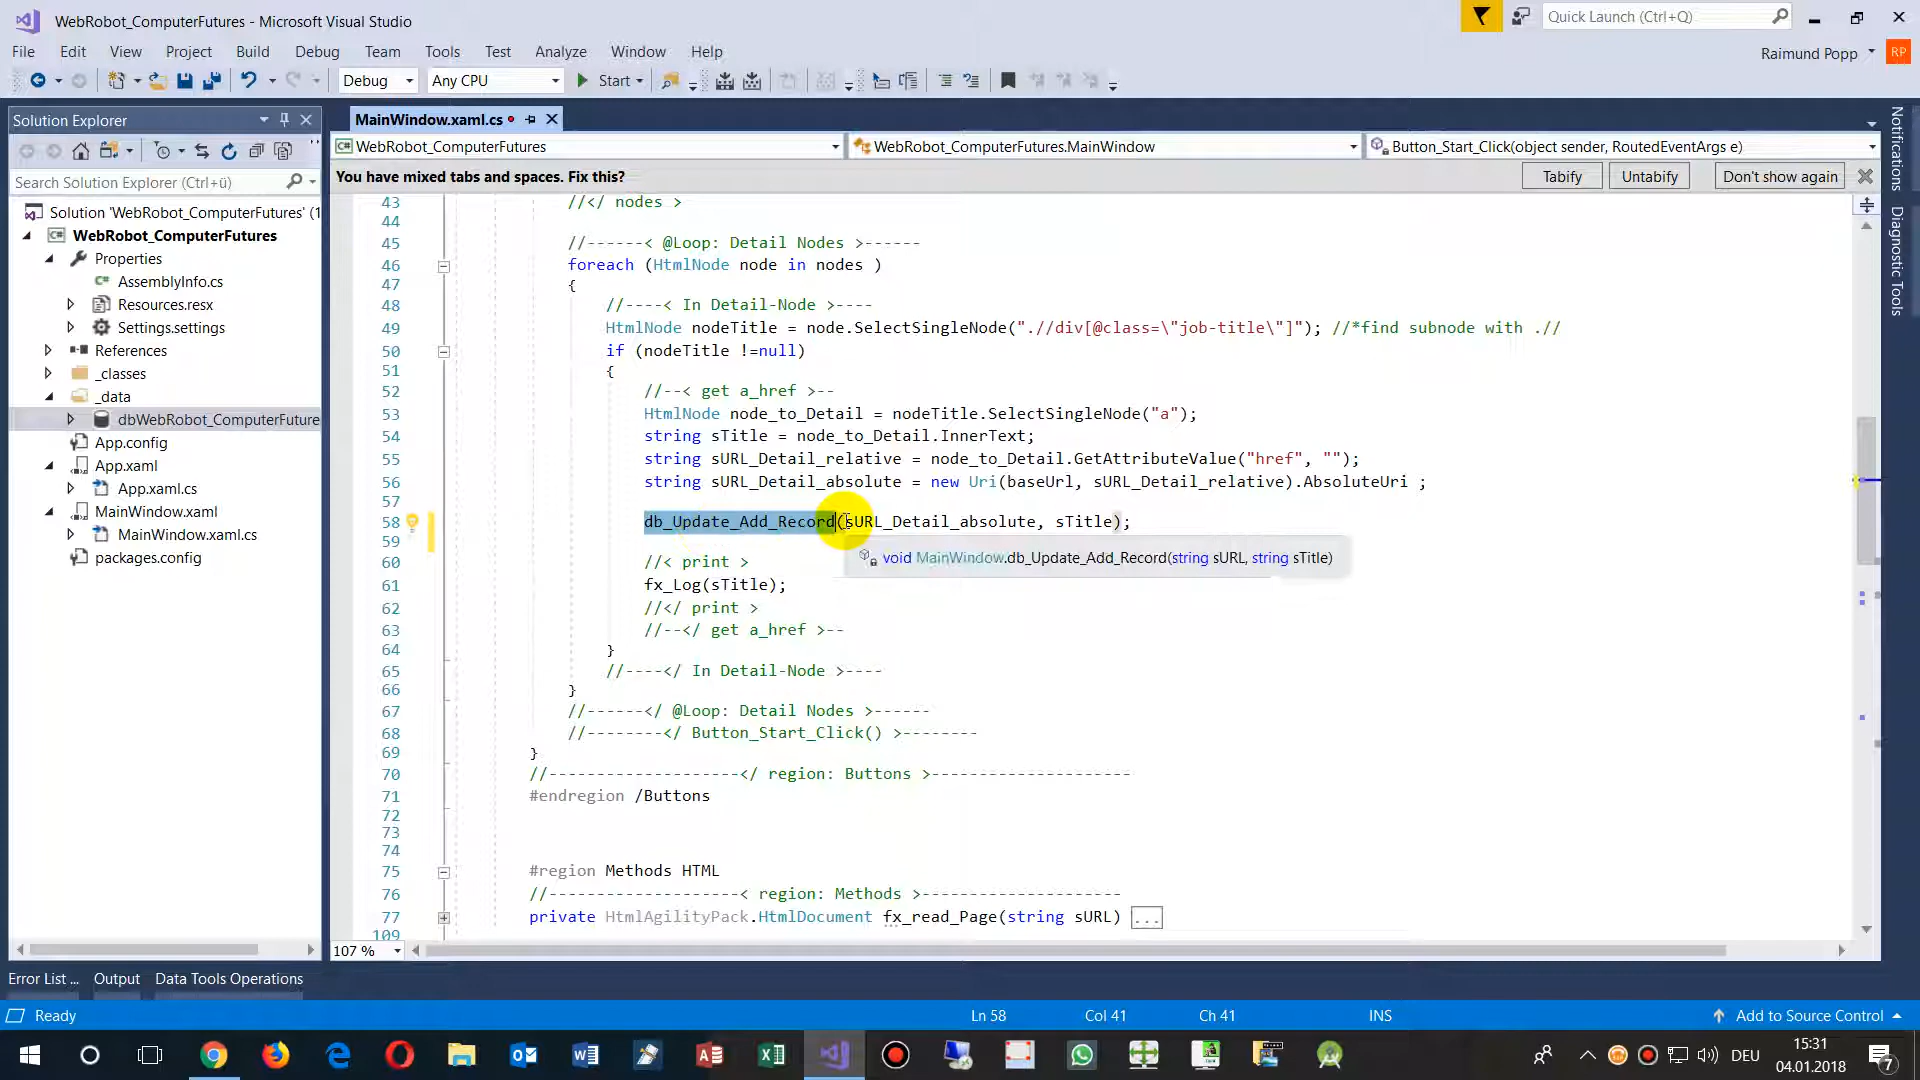 WebRobot_ComputerFutures - Microsoft Visual Studio
Quick Launch (Ctrl+Q)
File Edit View Project Build Debug Team Tools Test Analyze Window Help
Raimund Popp RP
Debug Any CPU Start
Solution Explorer
MainWindow.xaml.cs
WebRobot_ComputerFutures
WebRobot_ComputerFutures.MainWindow
Button_Start_Click(object sender, RoutedEventArgs e)
Search Solution Explorer (Ctrl+ü)
You have mixed tabs and spaces. Fix this?
Tabify Untabify Don't show again
Notifications
Diagnostic Tools
Solution 'WebRobot_ComputerFutures' (1
WebRobot_ComputerFutures
Properties
AssemblyInfo.cs
Resources.resx
Settings.settings
References
_classes
_data
dbWebRobot_ComputerFuture
App.config
App.xaml
App.xaml.cs
MainWindow.xaml
MainWindow.xaml.cs
packages.config
43 //</ nodes >
44
45 //------< @Loop: Detail Nodes >------
46 foreach (HtmlNode node in nodes )
47 {
48 //----< In Detail-Node >----
49 HtmlNode nodeTitle = node.SelectSingleNode(".//div[@class=\"job-title\"]"); //*find subnode with .//
50 if (nodeTitle !=null)
51 {
52 //--< get a_href >--
53 HtmlNode node_to_Detail = nodeTitle.SelectSingleNode("a");
54 string sTitle = node_to_Detail.InnerText;
55 string sURL_Detail_relative = node_to_Detail.GetAttributeValue("href", "");
56 string sURL_Detail_absolute = new Uri(baseUrl, sURL_Detail_relative).AbsoluteUri ;
57
58 db_Update_Add_Record(sURL_Detail_absolute, sTitle);
59
void MainWindow.db_Update_Add_Record(string sURL, string sTitle)
60 //< print >
61 fx_Log(sTitle);
62 //</ print >
63 //--</ get a_href >--
64 }
65 //----</ In Detail-Node >----
66 }
67 //------</ @Loop: Detail Nodes >------
68 //--------</ Button_Start_Click() >--------
69 }
70 //--------------------</ region: Buttons >---------------------
71 #endregion /Buttons
72
73
74
75 #region Methods HTML
76 //--------------------< region: Methods >---------------------
77 private HtmlAgilityPack.HtmlDocument fx_read_Page(string sURL) ...
109
107 %
Error List ... Output Data Tools Operations
Ready Ln 58 Col 41 Ch 41 INS Add to Source Control
DEU 15:31
04.01.2018
7